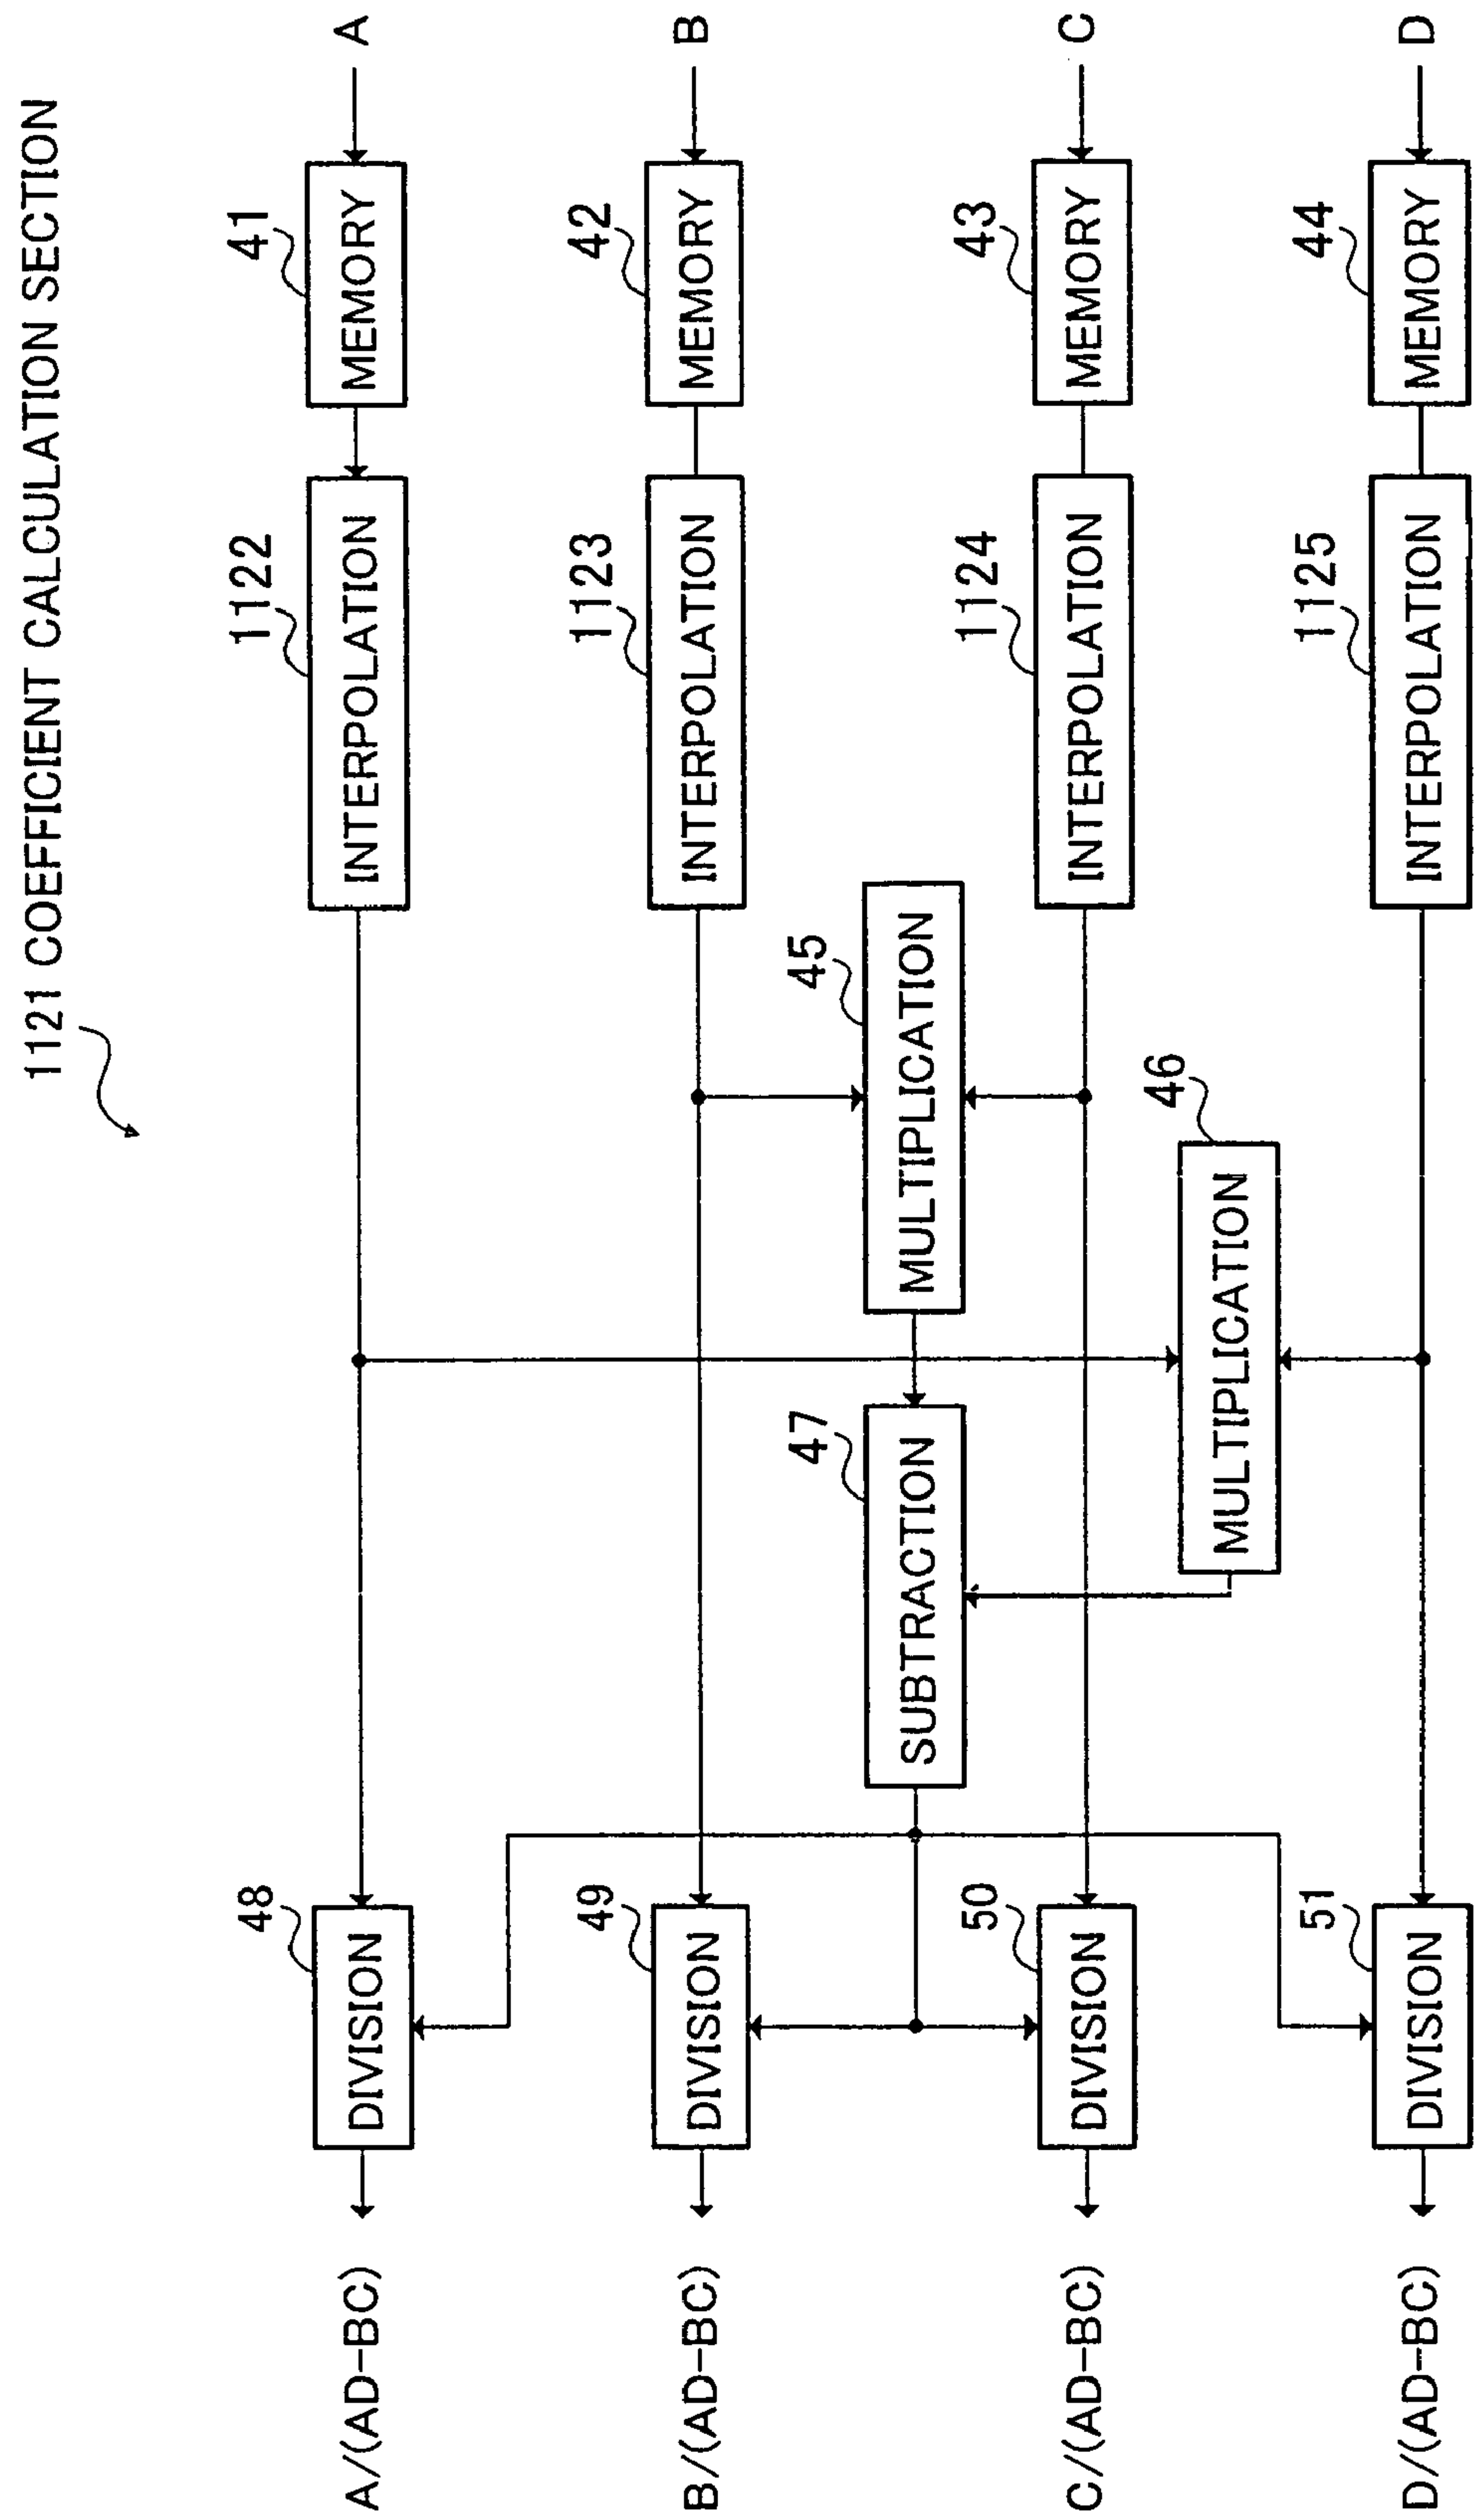 1121 COEFFICIENT CALCULATION SECTION
A/(AD-BC)
48
DIVISION
1122
INTERPOLATION
41
MEMORY
A
B/(AD-BC)
49
DIVISION
1123
INTERPOLATION
42
MEMORY
B
47
SUBTRACTION
45
MULTIPLICATION
C/(AD-BC)
50
DIVISION
1124
INTERPOLATION
43
MEMORY
C
46
MULTIPLICATION
D/(AD-BC)
51
DIVISION
1125
INTERPOLATION
44
MEMORY
D